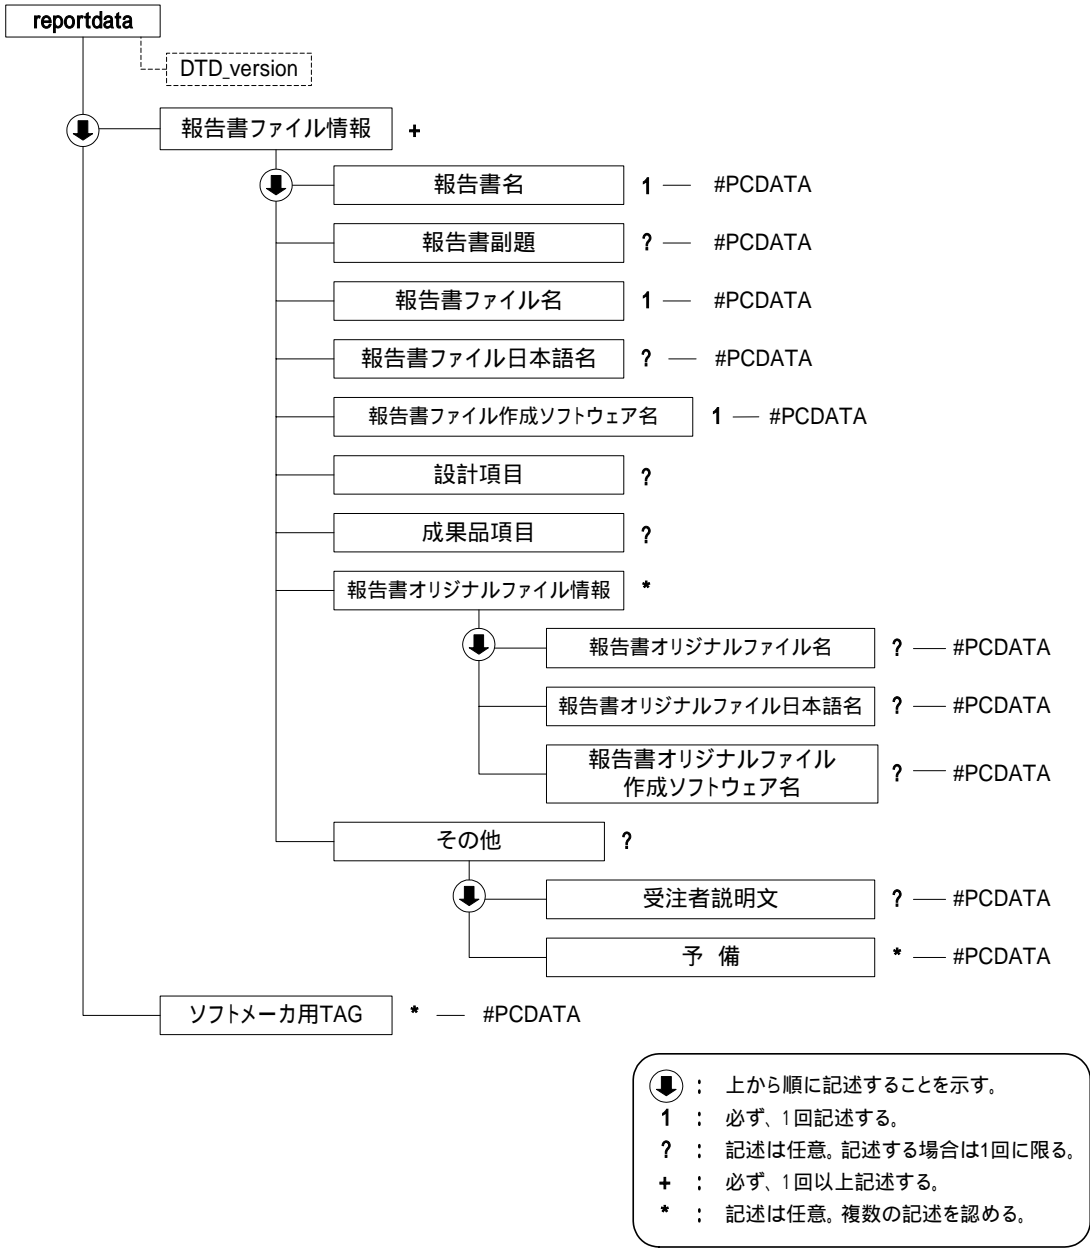 reportdata
DTD_version
報告書ファイル情報 +
報告書名 1 — #PCDATA
報告書副題 ? — #PCDATA
報告書ファイル名 1 — #PCDATA
報告書ファイル日本語名 ? — #PCDATA
報告書ファイル作成ソフトウェア名 1 — #PCDATA
設計項目 ?
成果品項目 ?
報告書オリジナルファイル情報 *
報告書オリジナルファイル名 ? — #PCDATA
報告書オリジナルファイル日本語名 ? — #PCDATA
報告書オリジナルファイル
作成ソフトウェア名 ? — #PCDATA
その他 ?
受注者説明文 ? — #PCDATA
予 備 * — #PCDATA
ソフトメーカ用TAG * — #PCDATA
: 上から順に記述することを示す。
1 : 必ず、1回記述する。
? : 記述は任意。記述する場合は1回に限る。
+ : 必ず、1回以上記述する。
* : 記述は任意。複数の記述を認める。